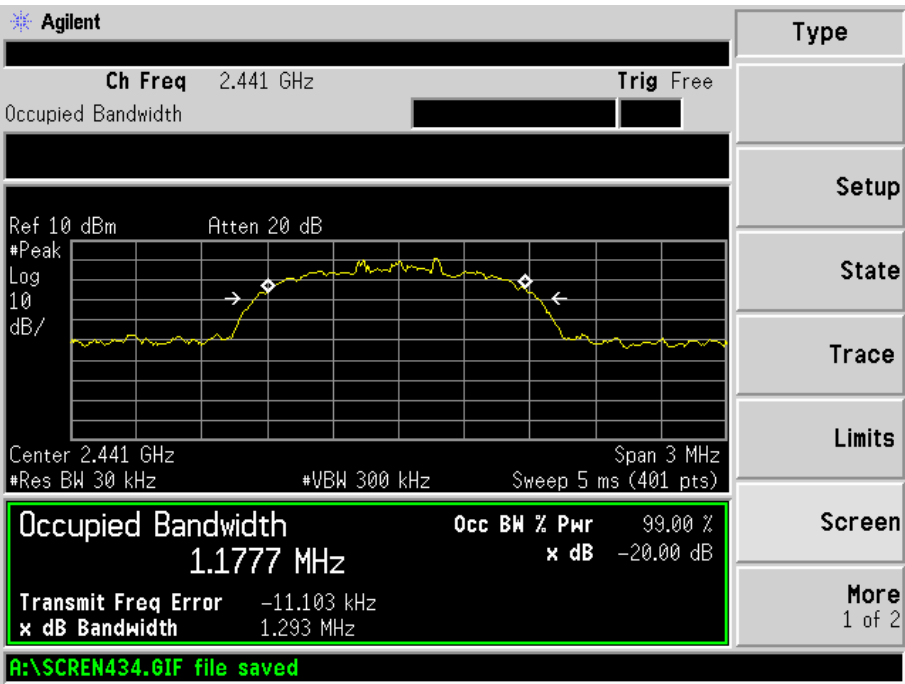 Agilent
Type
Ch Freq 2.441 GHz Trig Free
Occupied Bandwidth
Setup
Ref 10 dBm Atten 20 dB
#Peak
Log
10
dB/
State
Trace
Limits
Center 2.441 GHz Span 3 MHz
#Res BW 30 kHz #VBW 300 kHz Sweep 5 ms (401 pts)
Occupied Bandwidth
1.1777 MHz
Occ BW % Pwr 99.00 %
x dB -20.00 dB
Screen
Transmit Freq Error -11.103 kHz
x dB Bandwidth 1.293 MHz
More
1 of 2
A:\SCREN434.GIF file saved